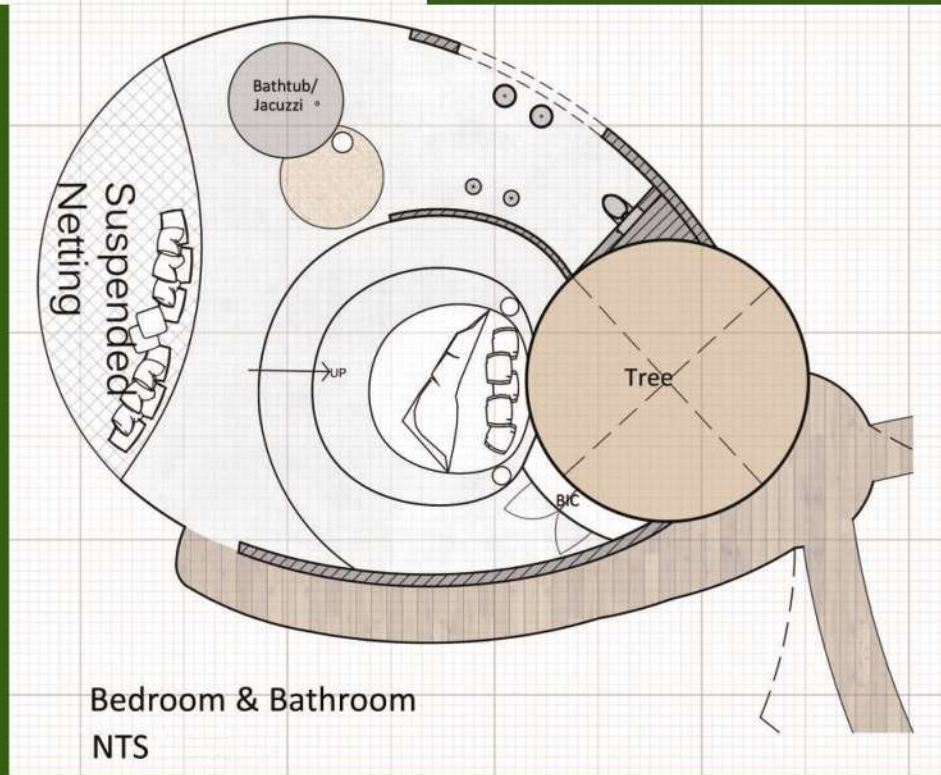 Bathtub/
Jacuzzi
Suspended
Netting
UP
Tree
BIC
Bedroom & Bathroom
NTS